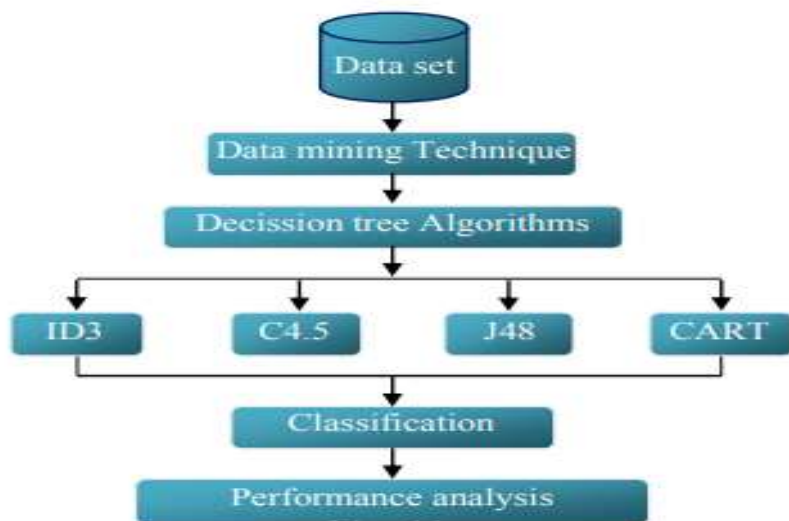 Data set
Data mining Technique
Decission tree Algorithms
ID3
C4.5
J48
CART
Classification
Performance analysis